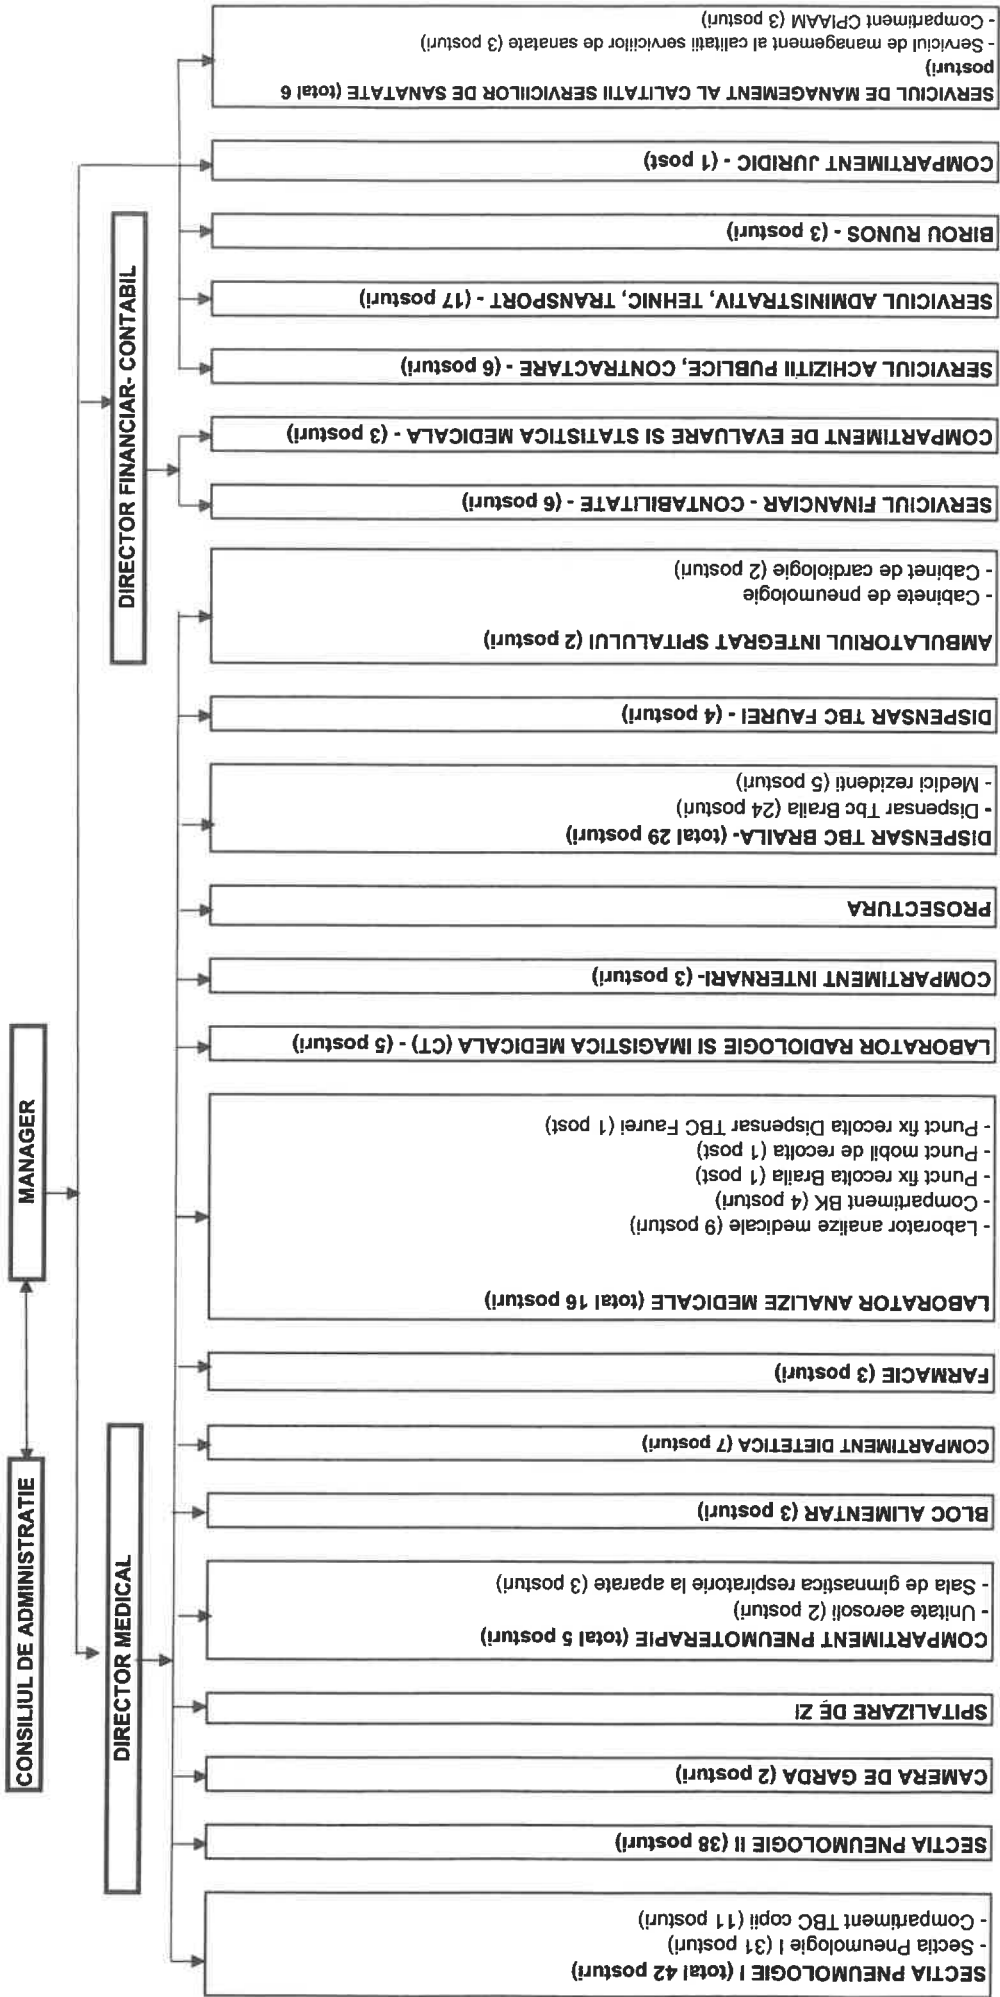 CONSILIUL DE ADMINISTRATIE
MANAGER
DIRECTOR MEDICAL
DIRECTOR FINANCIAR- CONTABIL
SECTIA PNEUMOLOGIE I (total 42 posturi)
- Sectia Pneumologie I (31 posturi)
- Compartiment TBC copii (11 posturi)
SECTIA PNEUMOLOGIE II (38 posturi)
CAMERA DE GARDA (2 posturi)
SPITALIZARE DE ZI
COMPARTIMENT PNEUMOTERAPIE (total 5 posturi)
- Unitate aerosoli (2 posturi)
- Sala de gimnastica respiratorie la aparate (3 posturi)
BLOC ALIMENTAR (3 posturi)
COMPARTIMENT DIETETICA (7 posturi)
FARMACIE (3 posturi)
LABORATOR ANALIZE MEDICALE (total 16 posturi)
- Laborator analize medicale (9 posturi)
- Compartiment BK (4 posturi)
- Punct fix recolta Braila (1 post)
- Punct mobil de recolta (1 post)
- Punct fix recolta Dispensar TBC Faurei (1 post)
LABORATOR RADIOLOGIE SI IMAGISTICA MEDICALA (CT) - (5 posturi)
COMPARTIMENT INTERNARI- (3 posturi)
PROSECTURA
DISPENSAR TBC BRAILA- (total 29 posturi)
- Dispensar Tbc Braila (24 posturi)
- Medici rezidenti (5 posturi)
DISPENSAR TBC FAUREI - (4 posturi)
AMBULATORIUL INTEGRAT SPITALULUI (2 posturi)
- Cabinete de pneumologie
- Cabinet de cardiologie (2 posturi)
SERVICIUL FINANCIAR - CONTABILITATE - (6 posturi)
COMPARTIMENT DE EVALUARE SI STATISTICA MEDICALA - (3 posturi)
SERVICIUL ACHIZITII PUBLICE, CONTRACTARE - (6 posturi)
SERVICIUL ADMINISTRATIV, TEHNIC, TRANSPORT - (17 posturi)
BIROU RUNOS - (3 posturi)
COMPARTIMENT JURIDIC - (1 post)
SERVICIUL DE MANAGEMENT AL CALITATII SERVICIILOR DE SANATATE (total 6
posturi)
- Serviciul de management al calitatii serviciilor de sanatate (3 posturi)
- Compartiment CPIAAM (3 posturi)